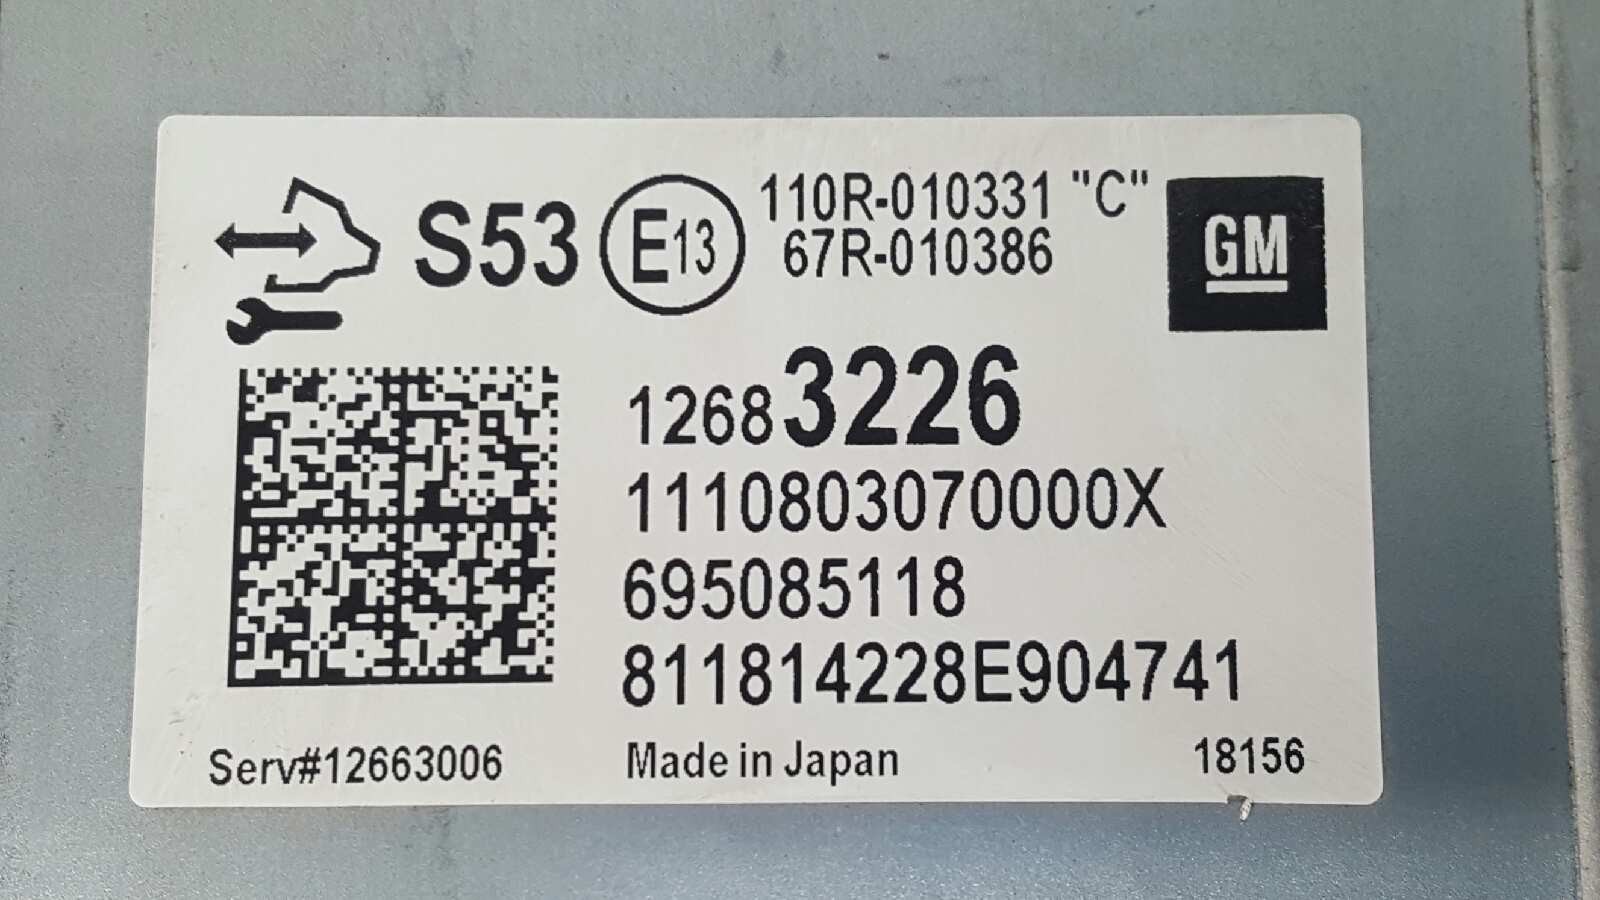 S53 E13 110R-010331 "C"
67R-010386
GM
12683226
1110803070000X
695085118
811814228E904741
Serv#12663006 Made in Japan 18156